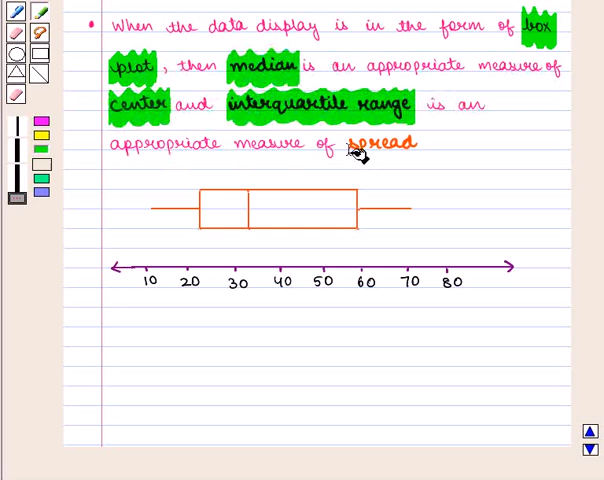 When the data display is in the form of box
plot, then median is an appropriate measure of
center and interquartile range is an
appropriate measure of spread
10 20 30 40 50 60 70 80